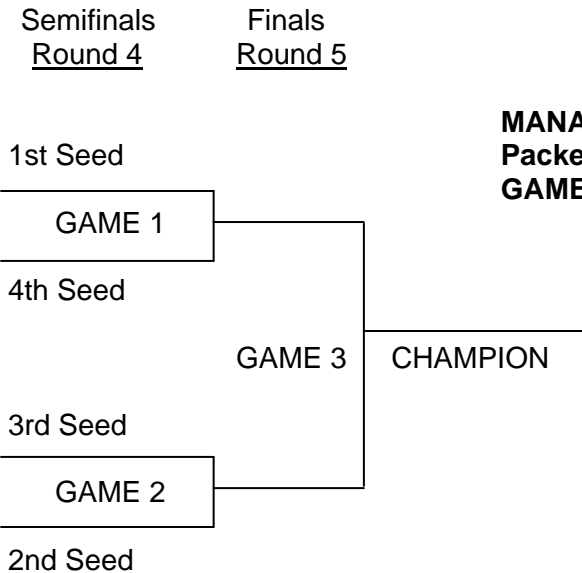 Semifinals Finals
Round 4 Round 5
1st Seed
GAME 1
4th Seed
GAME 3 CHAMPION
3rd Seed
GAME 2
2nd Seed